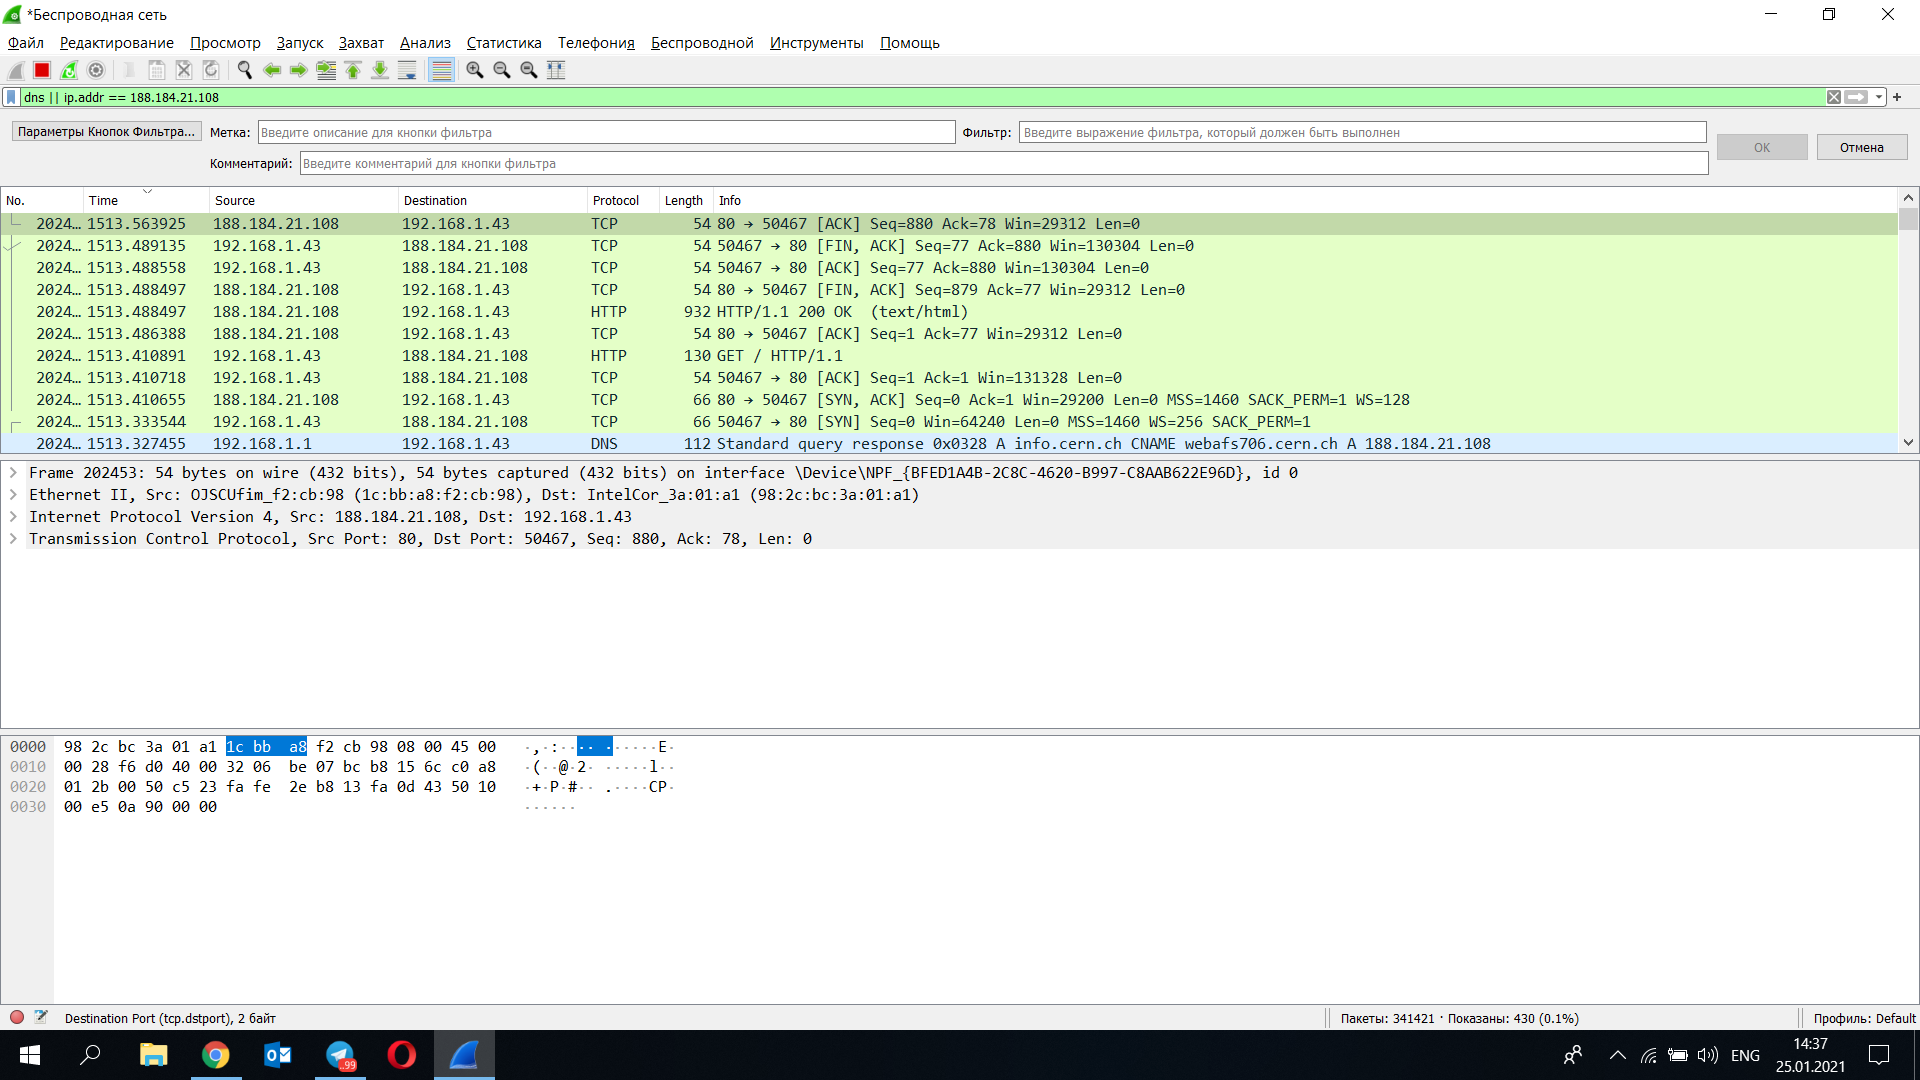 *Беспроводная сеть
Файл Редактирование Просмотр Запуск Захват Анализ Статистика Телефония Беспроводной Инструменты Помощь
dns || ip.addr == 188.184.21.108
Параметры Кнопок Фильтра... Метка: Введите описание для кнопки фильтра Фильтр: Введите выражение фильтра, который должен быть выполнен OK Отмена
Комментарий: Введите комментарий для кнопки фильтра
No. Time Source Destination Protocol Length Info
2024… 1513.563925 188.184.21.108 192.168.1.43 TCP 54 80 → 50467 [ACK] Seq=880 Ack=78 Win=29312 Len=0
2024… 1513.489135 192.168.1.43 188.184.21.108 TCP 54 50467 → 80 [FIN, ACK] Seq=77 Ack=880 Win=130304 Len=0
2024… 1513.488558 192.168.1.43 188.184.21.108 TCP 54 50467 → 80 [ACK] Seq=77 Ack=880 Win=130304 Len=0
2024… 1513.488497 188.184.21.108 192.168.1.43 TCP 54 80 → 50467 [FIN, ACK] Seq=879 Ack=77 Win=29312 Len=0
2024… 1513.488497 188.184.21.108 192.168.1.43 HTTP 932 HTTP/1.1 200 OK (text/html)
2024… 1513.486388 188.184.21.108 192.168.1.43 TCP 54 80 → 50467 [ACK] Seq=1 Ack=77 Win=29312 Len=0
2024… 1513.410891 192.168.1.43 188.184.21.108 HTTP 130 GET / HTTP/1.1
2024… 1513.410718 192.168.1.43 188.184.21.108 TCP 54 50467 → 80 [ACK] Seq=1 Ack=1 Win=131328 Len=0
2024… 1513.410655 188.184.21.108 192.168.1.43 TCP 66 80 → 50467 [SYN, ACK] Seq=0 Ack=1 Win=29200 Len=0 MSS=1460 SACK_PERM=1 WS=128
2024… 1513.333544 192.168.1.43 188.184.21.108 TCP 66 50467 → 80 [SYN] Seq=0 Win=64240 Len=0 MSS=1460 WS=256 SACK_PERM=1
2024… 1513.327455 192.168.1.1 192.168.1.43 DNS 112 Standard query response 0x0328 A info.cern.ch CNAME webafs706.cern.ch A 188.184.21.108
Frame 202453: 54 bytes on wire (432 bits), 54 bytes captured (432 bits) on interface \Device\NPF_{BFED1A4B-2C8C-4620-B997-C8AAB622E96D}, id 0
Ethernet II, Src: OJSCUfim_f2:cb:98 (1c:bb:a8:f2:cb:98), Dst: IntelCor_3a:01:a1 (98:2c:bc:3a:01:a1)
Internet Protocol Version 4, Src: 188.184.21.108, Dst: 192.168.1.43
Transmission Control Protocol, Src Port: 80, Dst Port: 50467, Seq: 880, Ack: 78, Len: 0
0000 98 2c bc 3a 01 a1 1c bb a8 f2 cb 98 08 00 45 00 ·,·:···· ······E·
0010 00 28 f6 d0 40 00 32 06 be 07 bc b8 15 6c c0 a8 ·(··@·2· ·····l··
0020 01 2b 00 50 c5 23 fa fe 2e b8 13 fa 0d 43 50 10 ·+·P·#·· .····CP·
0030 00 e5 0a 90 00 00 ······
Destination Port (tcp.dstport), 2 байт Пакеты: 341421 · Показаны: 430 (0.1%) Профиль: Default
.99 ENG 14:37
25.01.2021